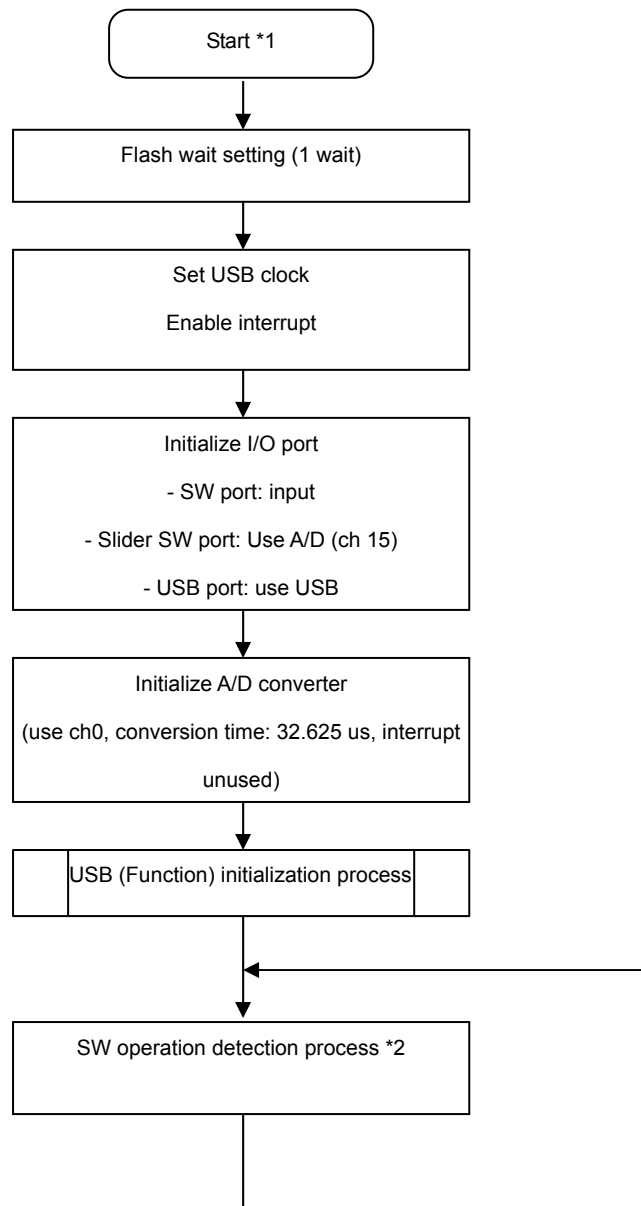 Start *1
Flash wait setting (1 wait)
Set USB clock
Enable interrupt
Initialize I/O port
- SW port: input
- Slider SW port: Use A/D (ch 15)
- USB port: use USB
Initialize A/D converter
(use ch0, conversion time: 32.625 us, interrupt
unused)
USB (Function) initialization process
SW operation detection process *2